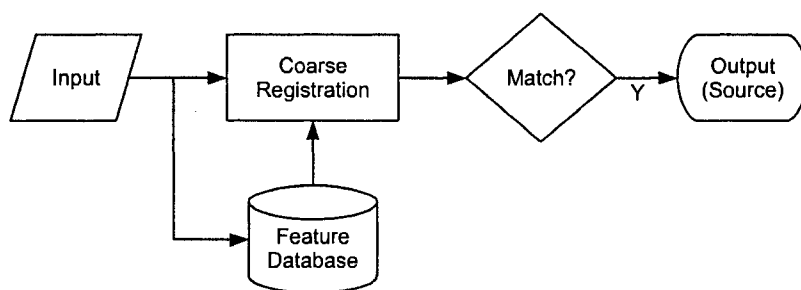 Input
Coarse
Registration
Match?
Y
Output
(Source)
Feature
Database